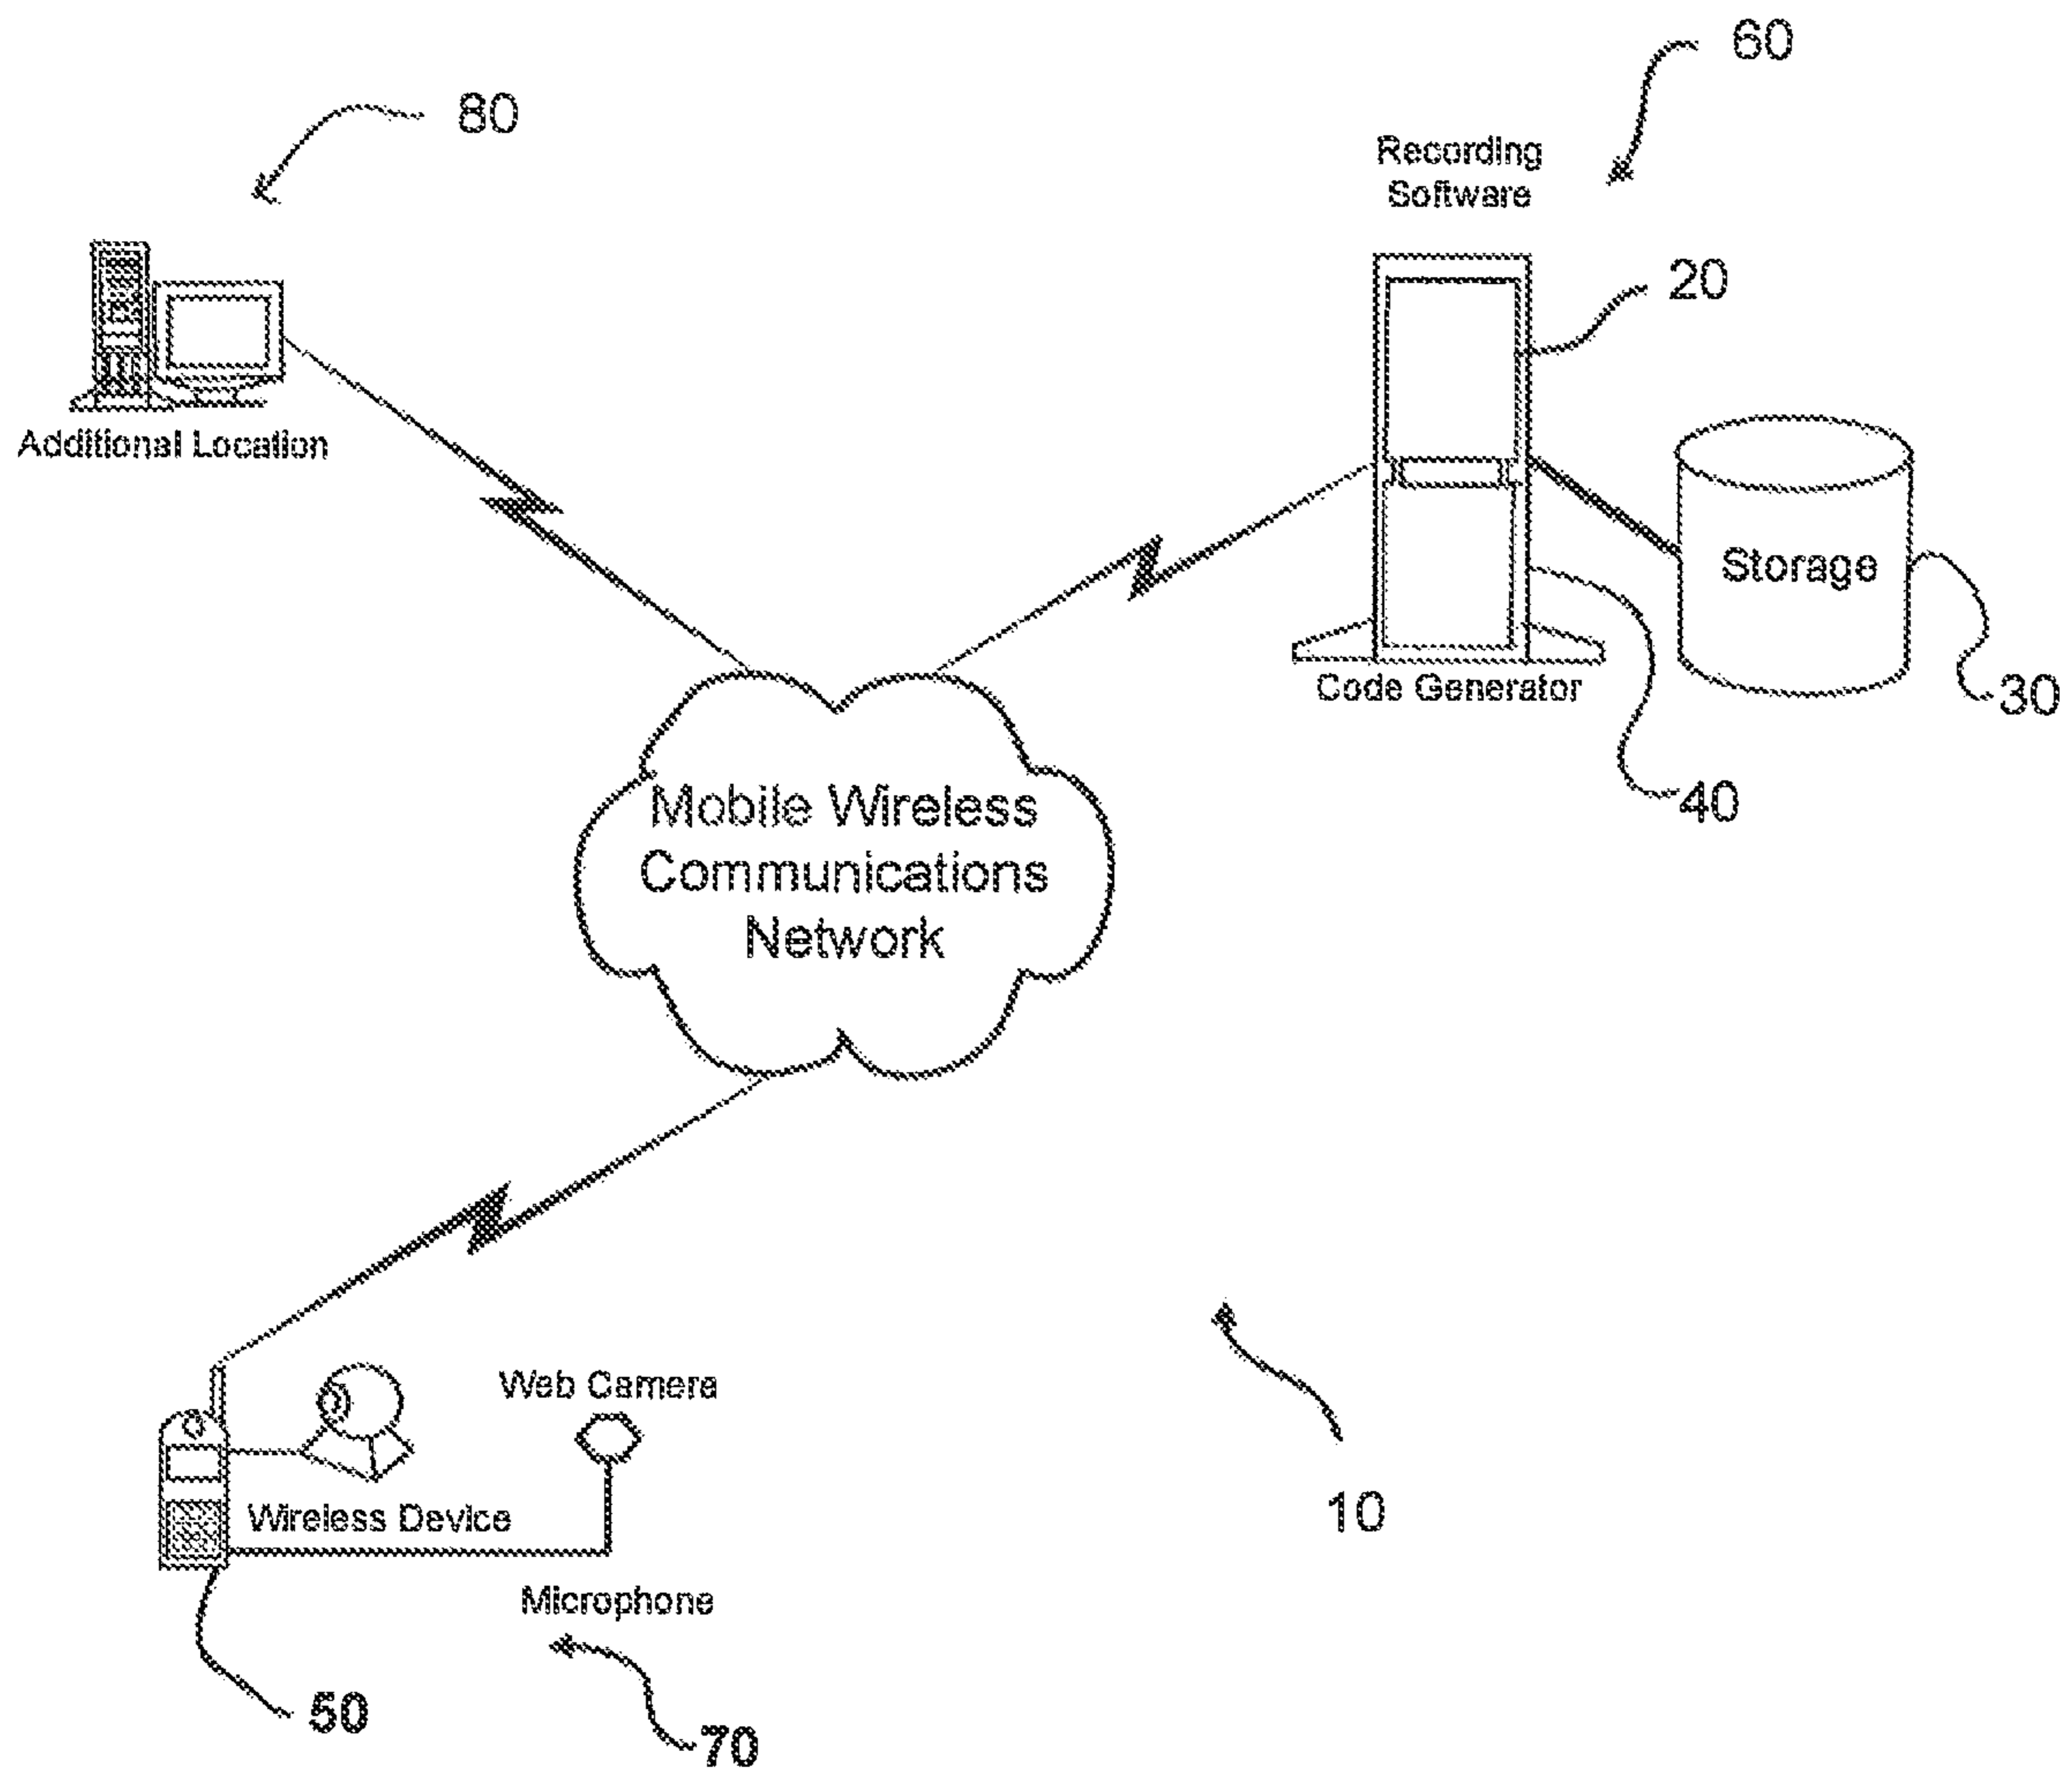 60
80
Recording
Software
20
Additional Location
Storage
Code Generator
30
40
Mobile Wireless
Communications
Network
Web Camera
Wireless Device
10
Microphone
50
70